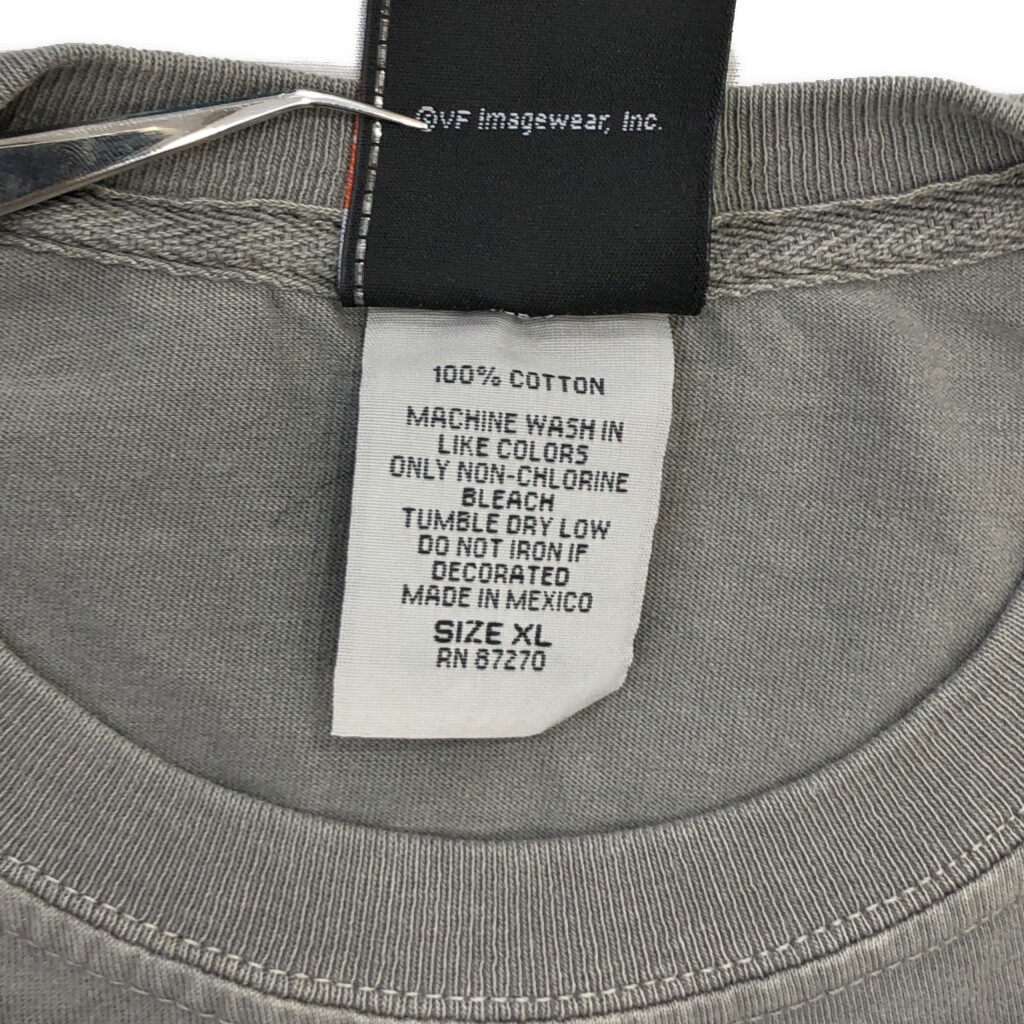 ©VF Imagewear, Inc.
100% COTTON
MACHINE WASH IN
LIKE COLORS
ONLY NON-CHLORINE
BLEACH
TUMBLE DRY LOW
DO NOT IRON IF
DECORATED
MADE IN MEXICO
SIZE XL
RN 87270